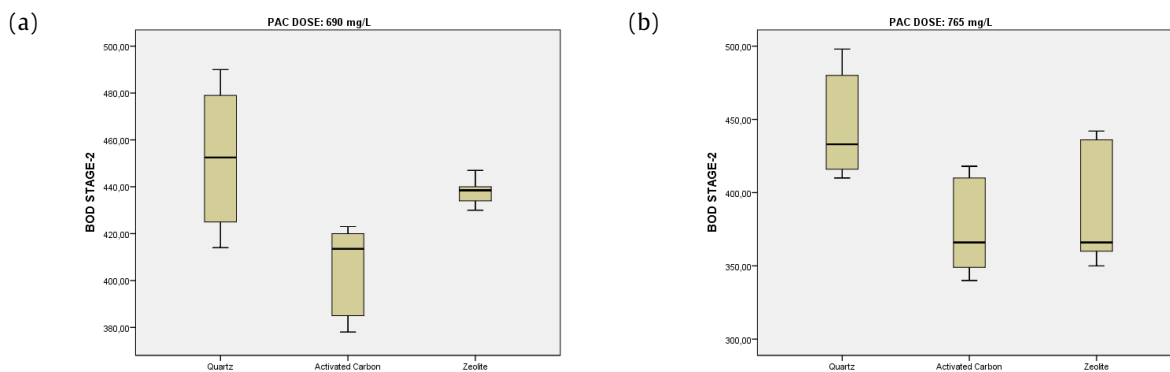 (a)
PAC DOSE: 690 mg/L
500,00
480,00
460,00
440,00
420,00
400,00
380,00
BOD STAGE-2
Quartz
Activated Carbon
Zeolite
(b)
PAC DOSE: 765 mg/L
500,00
450,00
400,00
350,00
300,00
BOD STAGE-2
Quartz
Activated Carbon
Zeolite